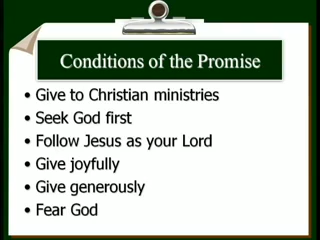 Conditions of the Promise
• Give to Christian ministries
• Seek God first
• Follow Jesus as your Lord
• Give joyfully
• Give generously
• Fear God